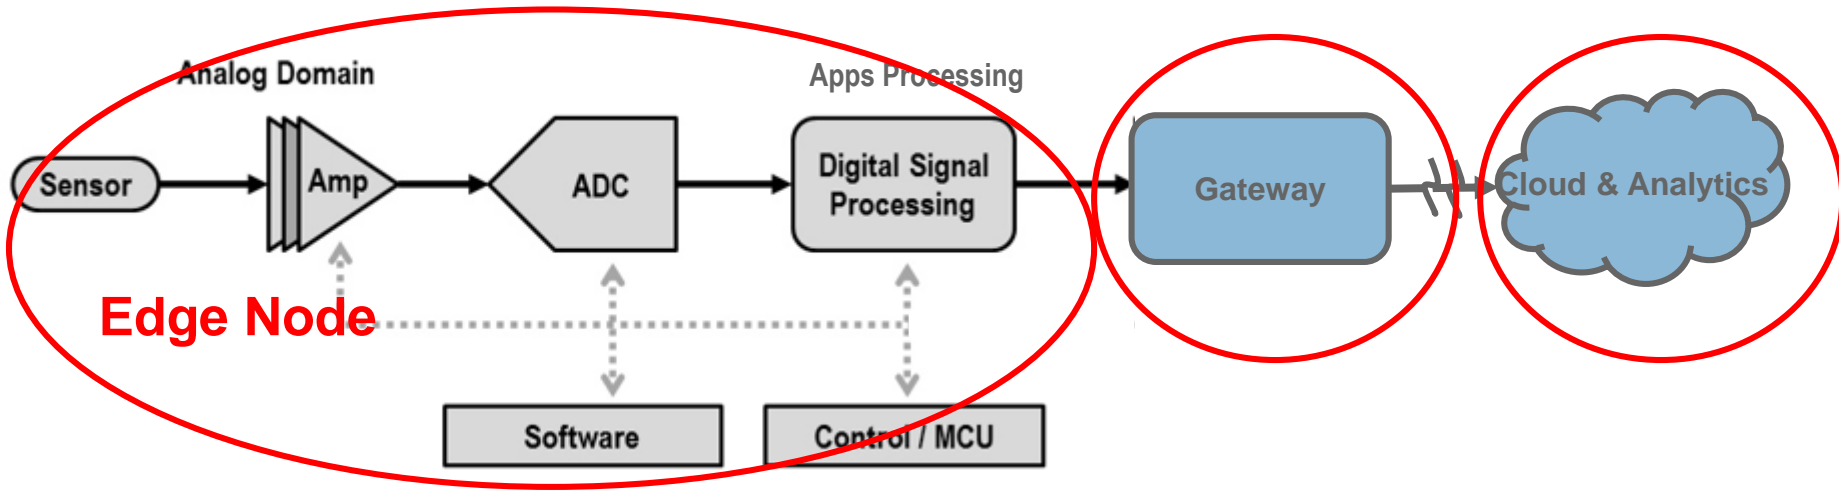 Analog Domain
Apps Processing
Sensor
Amp
ADC
Digital Signal
Processing
Gateway
Cloud & Analytics
Edge Node
Software
Control / MCU